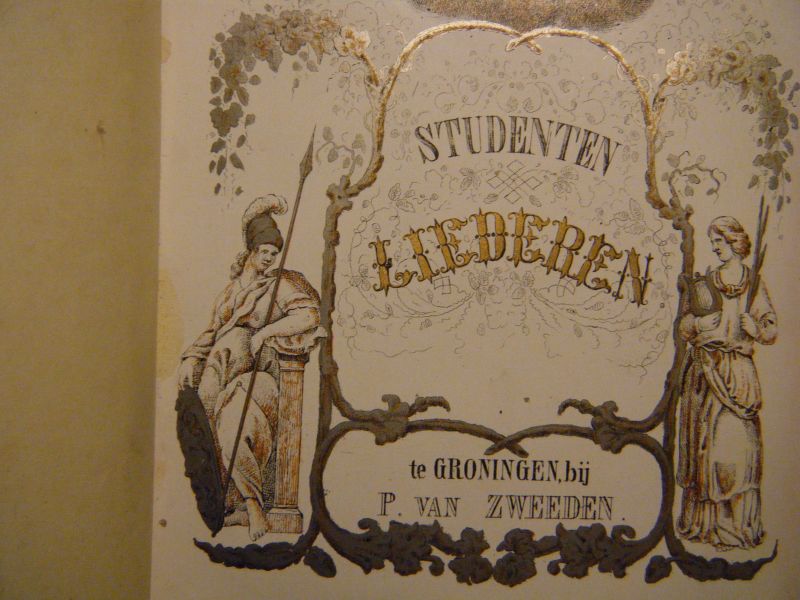 STUDENTEN
LIEDEREN
te GRONINGEN, bij
P. VAN ZWEEDEN.